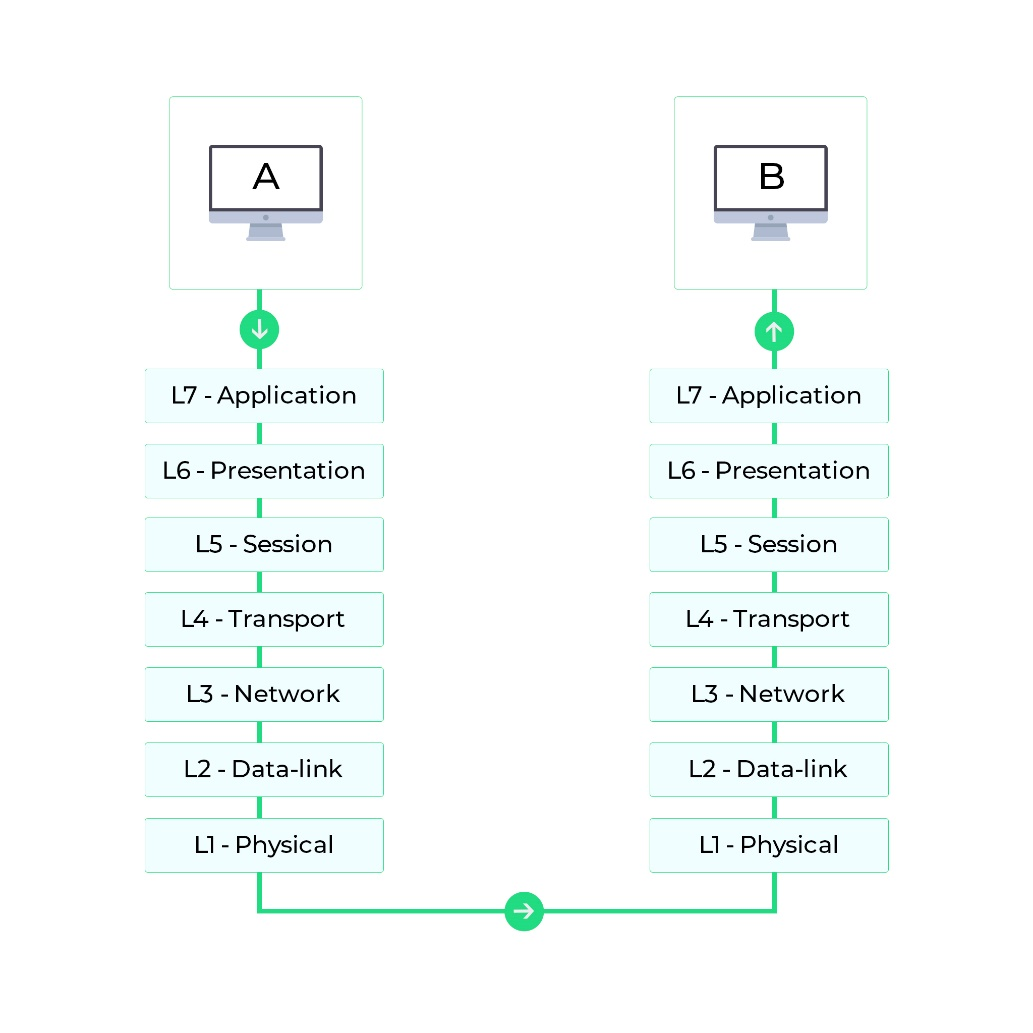 A
B
L7 - Application
L7 - Application
L6 - Presentation
L6 - Presentation
L5 - Session
L5 - Session
L4 - Transport
L4 - Transport
L3 - Network
L3 - Network
L2 - Data-link
L2 - Data-link
L1 - Physical
L1 - Physical